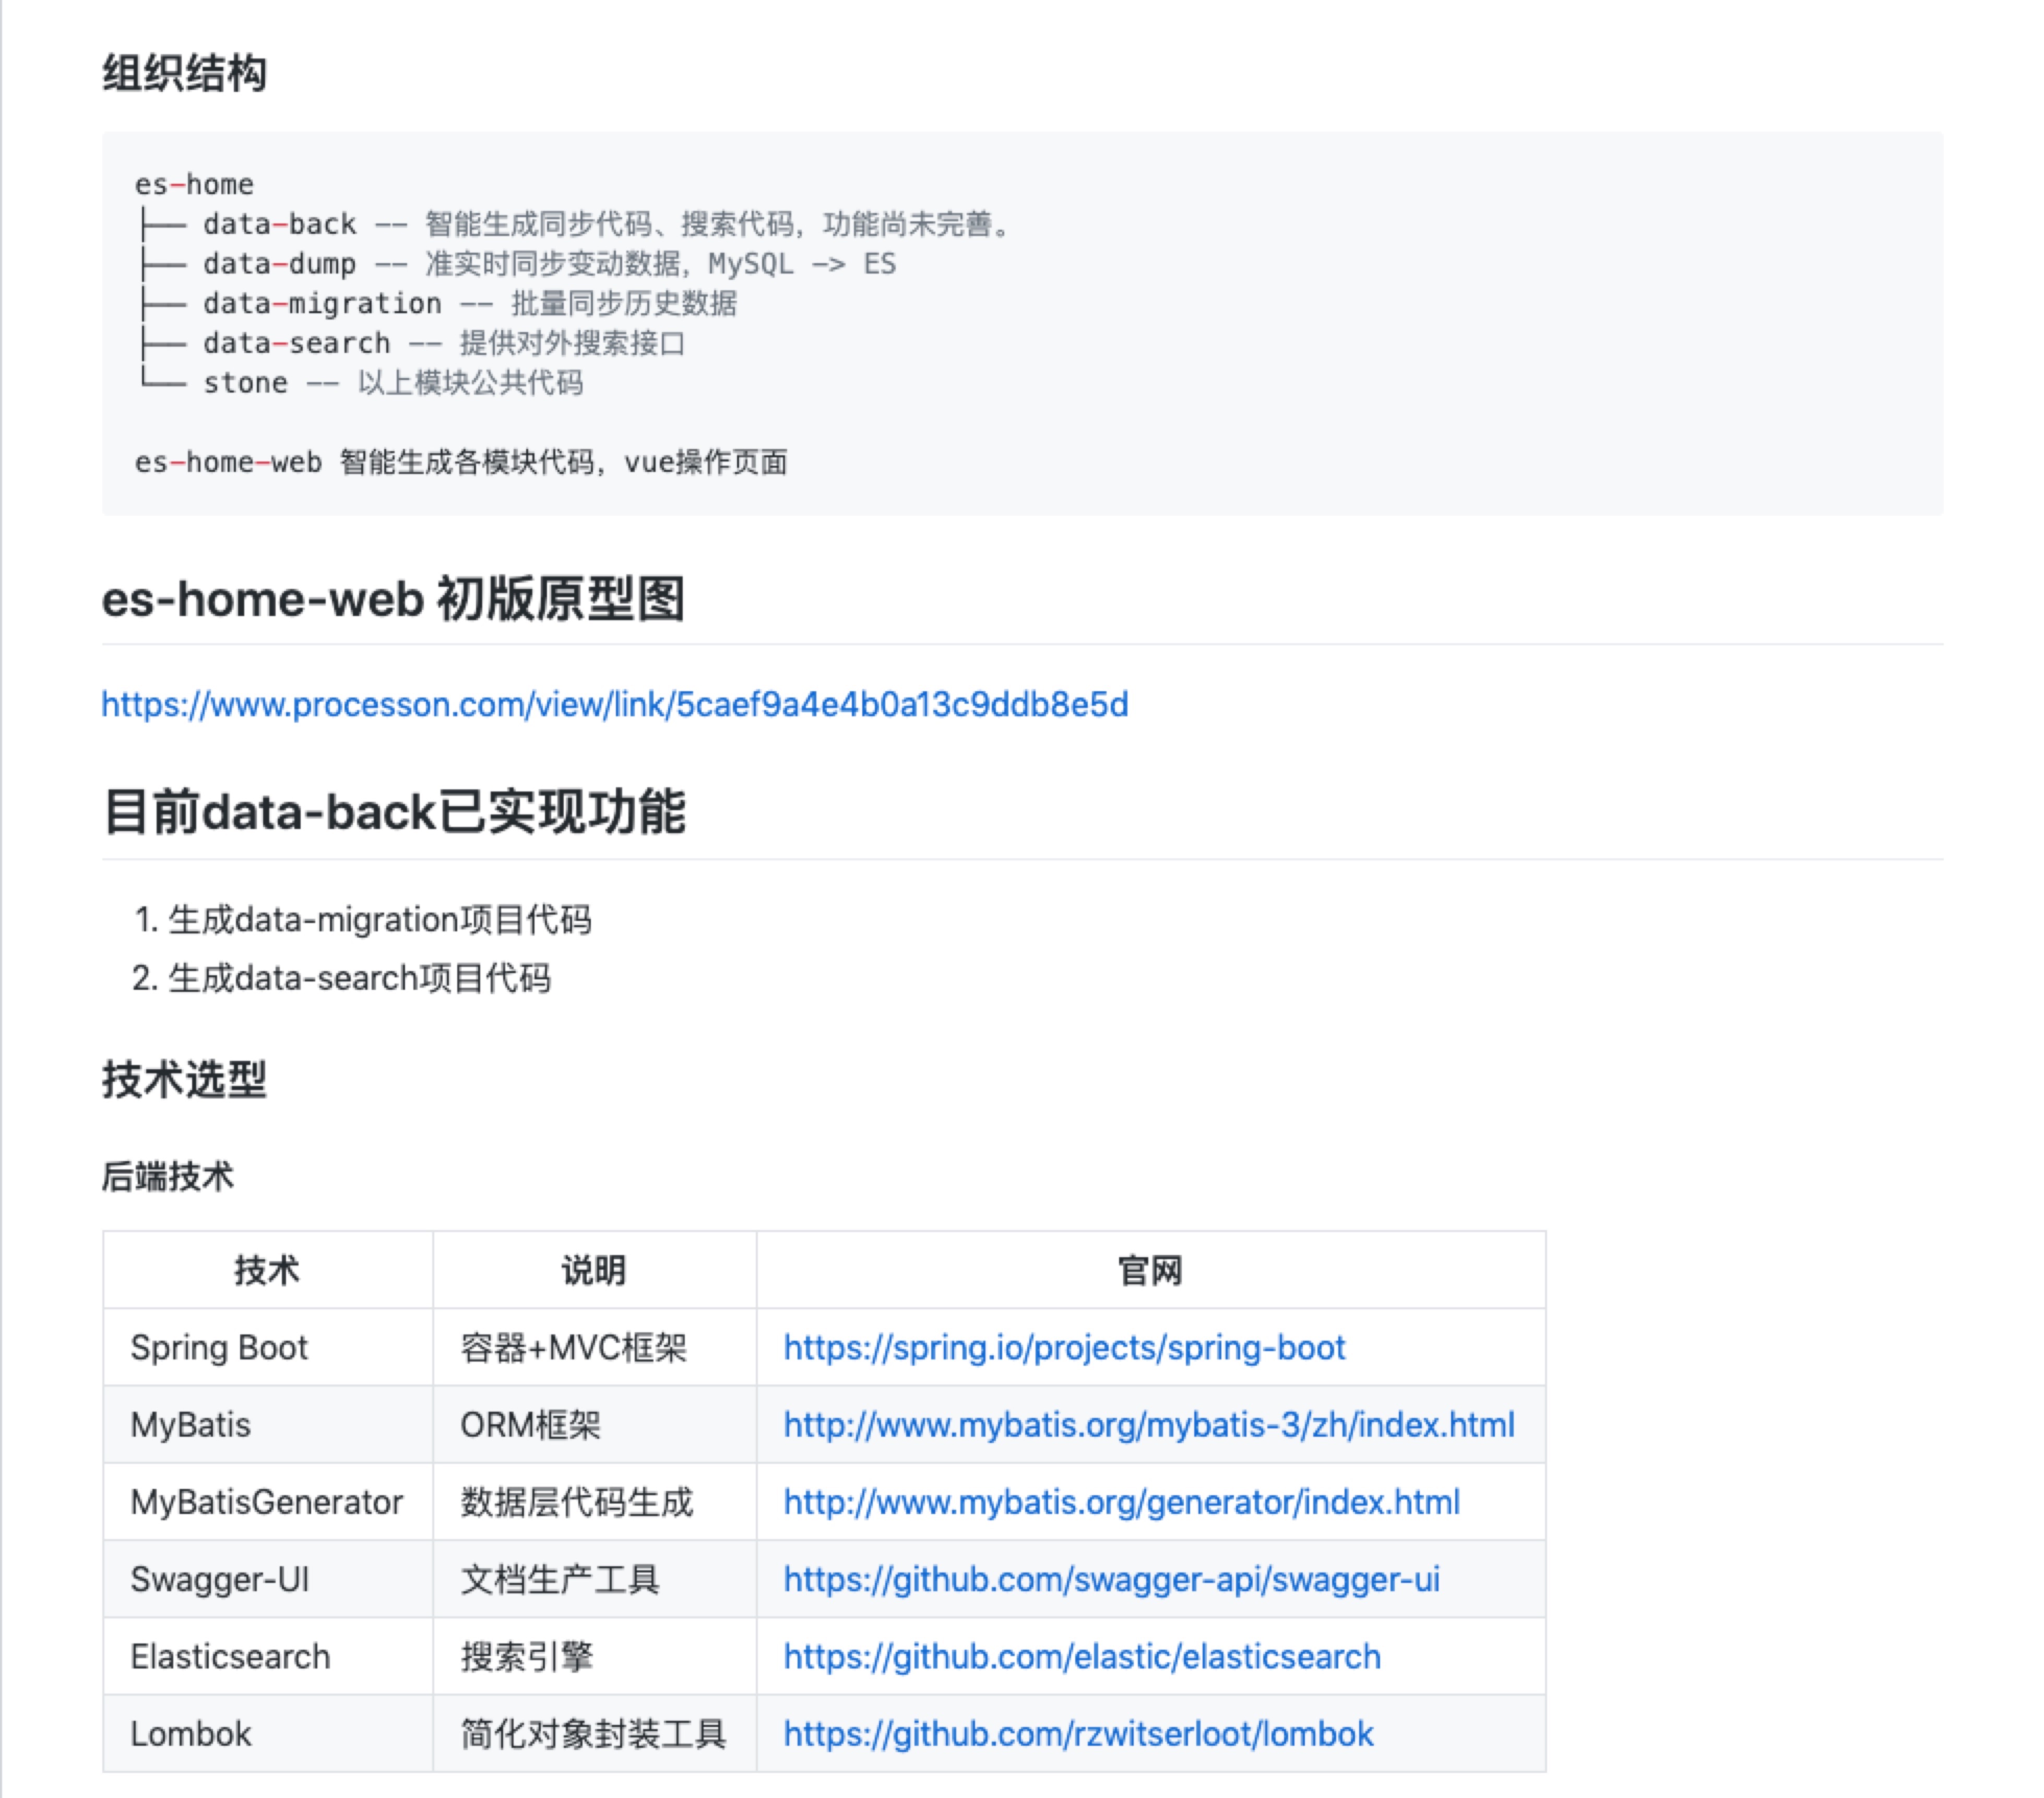 组织结构
es-home
├── data-back -- 智能生成同步代码、搜索代码，功能尚未完善。
├── data-dump -- 准实时同步变动数据，MySQL -> ES
├── data-migration -- 批量同步历史数据
├── data-search -- 提供对外搜索接口
└── stone -- 以上模块公共代码
es-home-web 智能生成各模块代码，vue操作页面
es-home-web 初版原型图
https://www.processon.com/view/link/5caef9a4e4b0a13c9ddb8e5d
目前data-back已实现功能
1. 生成data-migration项目代码
2. 生成data-search项目代码
技术选型
后端技术
技术 说明 官网
Spring Boot 容器+MVC框架 https://spring.io/projects/spring-boot
MyBatis ORM框架 http://www.mybatis.org/mybatis-3/zh/index.html
MyBatisGenerator 数据层代码生成 http://www.mybatis.org/generator/index.html
Swagger-UI 文档生产工具 https://github.com/swagger-api/swagger-ui
Elasticsearch 搜索引擎 https://github.com/elastic/elasticsearch
Lombok 简化对象封装工具 https://github.com/rzwitserloot/lombok